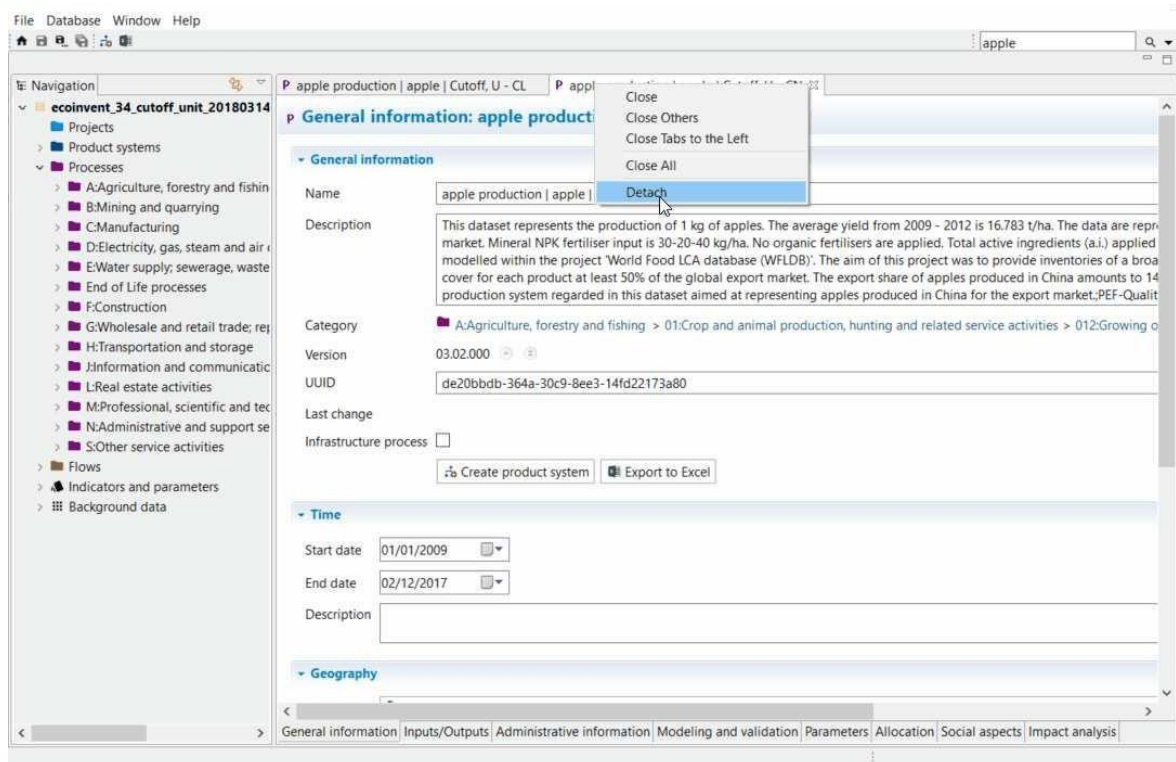 File Database Window Help
apple
Navigation
ecoinvent_34_cutoff_unit_20180314
Projects
Product systems
Processes
A:Agriculture, forestry and fishin
B:Mining and quarrying
C:Manufacturing
D:Electricity, gas, steam and air
E:Water supply; sewerage, waste
End of Life processes
F:Construction
G:Wholesale and retail trade; rep
H:Transportation and storage
J:Information and communicatic
L:Real estate activities
M:Professional, scientific and tec
N:Administrative and support se
S:Other service activities
Flows
Indicators and parameters
Background data
P apple production | apple | Cutoff, U - CL
P appl
Close
Close Others
Close Tabs to the Left
Close All
Detach
P General information: apple producti
General information
Name apple production | apple |
Description This dataset represents the production of 1 kg of apples. The average yield from 2009 - 2012 is 16.783 t/ha. The data are repr
market. Mineral NPK fertiliser input is 30-20-40 kg/ha. No organic fertilisers are applied. Total active ingredients (a.i.) applied
modelled within the project 'World Food LCA database (WFLDB)'. The aim of this project was to provide inventories of a broa
cover for each product at least 50% of the global export market. The export share of apples produced in China amounts to 14
production system regarded in this dataset aimed at representing apples produced in China for the export market.;PEF-Qualit
Category A:Agriculture, forestry and fishing > 01:Crop and animal production, hunting and related service activities > 012:Growing o
Version 03.02.000
UUID de20bbdb-364a-30c9-8ee3-14fd22173a80
Last change
Infrastructure process
Create product system Export to Excel
Time
Start date 01/01/2009
End date 02/12/2017
Description
Geography
General information Inputs/Outputs Administrative information Modeling and validation Parameters Allocation Social aspects Impact analysis